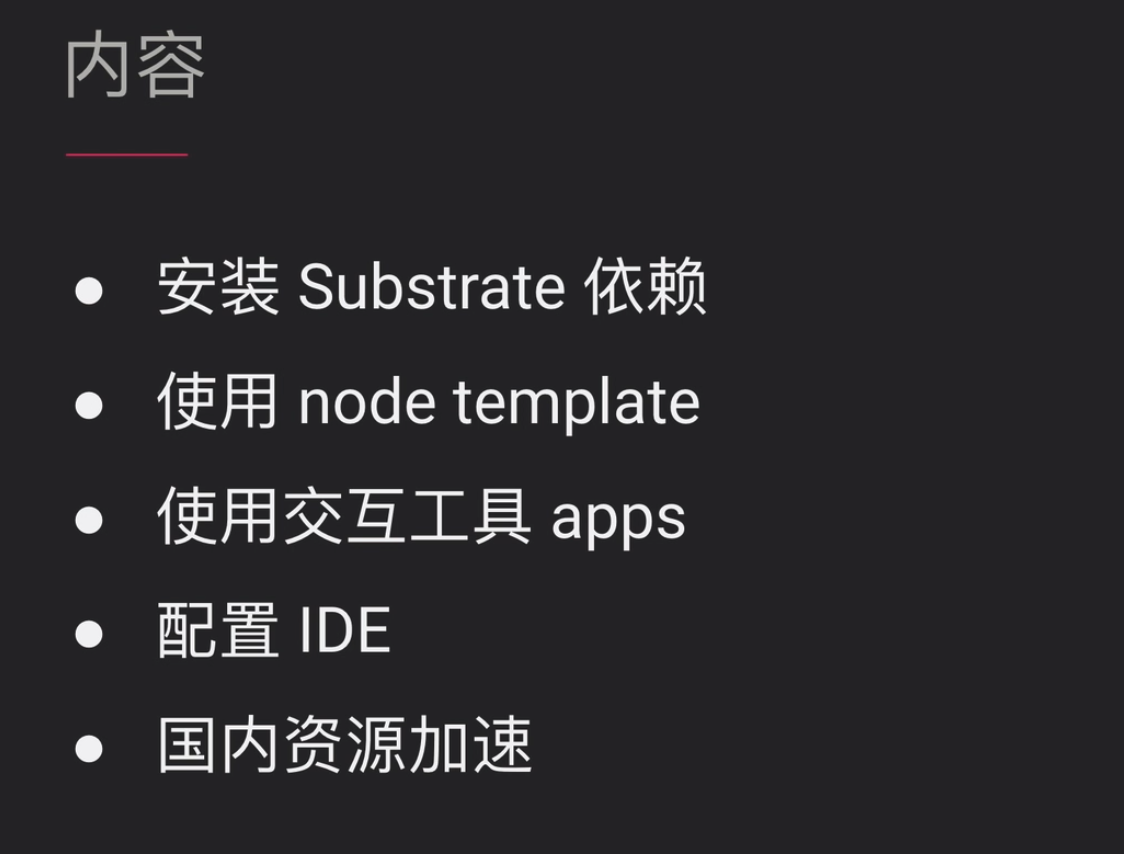 内容
● 安装 Substrate 依赖
● 使用 node template
● 使用交互工具 apps
● 配置 IDE
● 国内资源加速